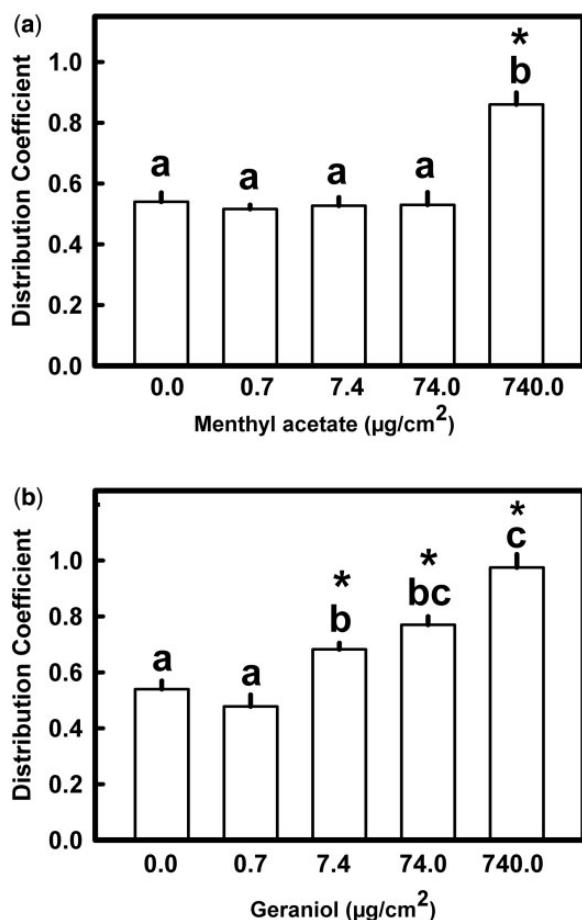 (a)
Distribution Coefficient
1.0
0.8
0.6
0.4
0.2
0.0
a
a
a
a
*
b
0.0 0.7 7.4 74.0 740.0
Menthyl acetate (µg/cm²)
(b)
Distribution Coefficient
1.0
0.8
0.6
0.4
0.2
0.0
a
a
*
b
*
bc
*
c
0.0 0.7 7.4 74.0 740.0
Geraniol (µg/cm²)